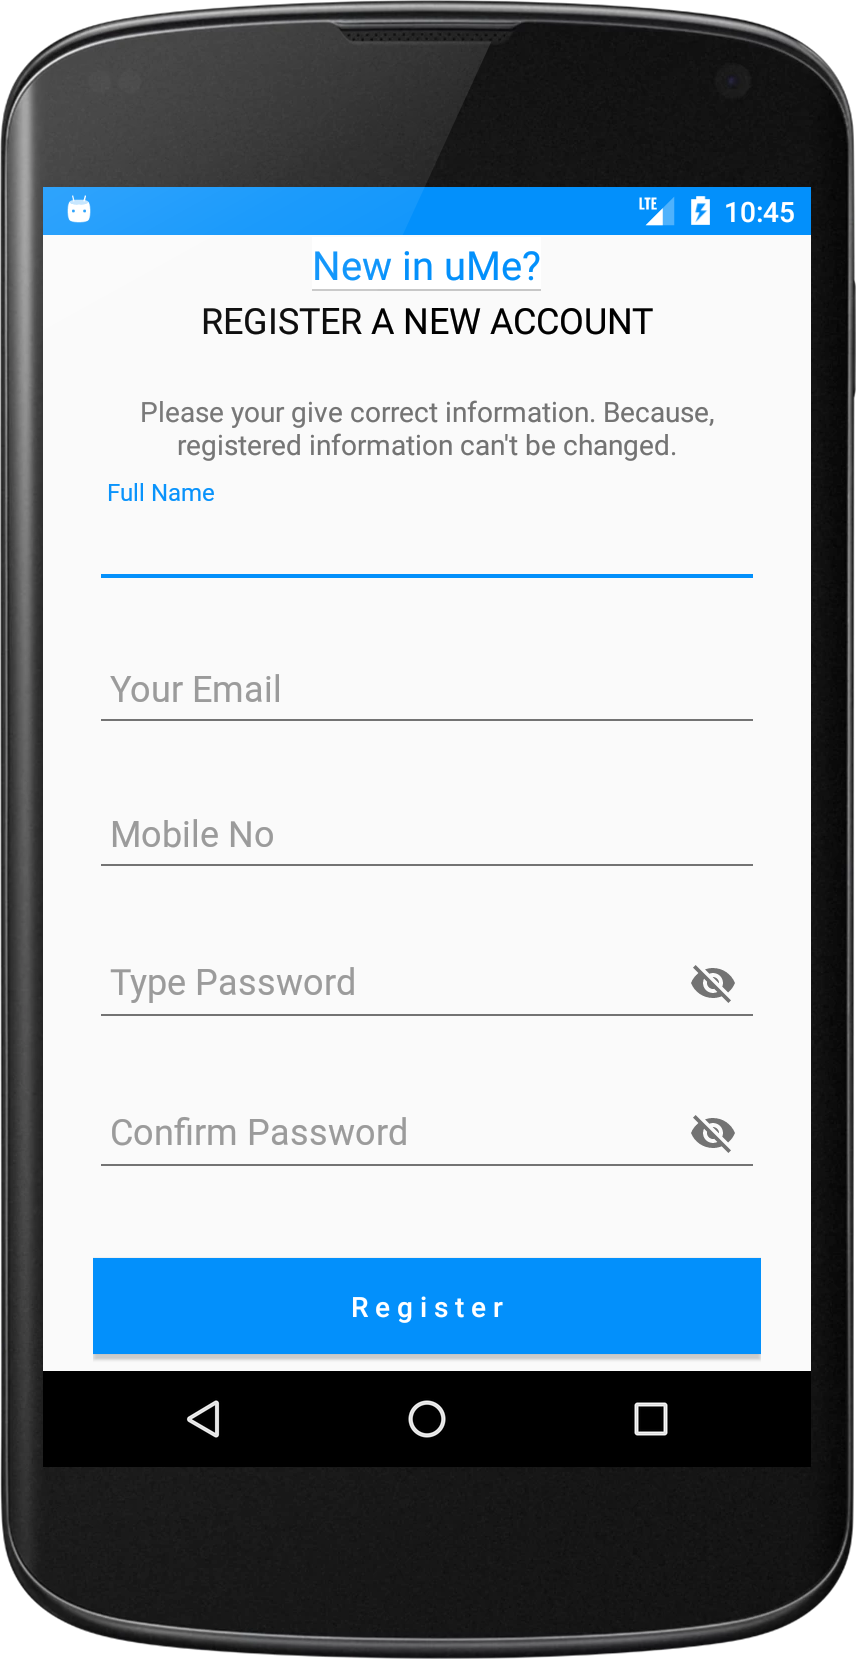 LTE 10:45
New in uMe?
REGISTER A NEW ACCOUNT
Please your give correct information. Because,
registered information can't be changed.
Full Name
Your Email
Mobile No
Type Password
Confirm Password
Register